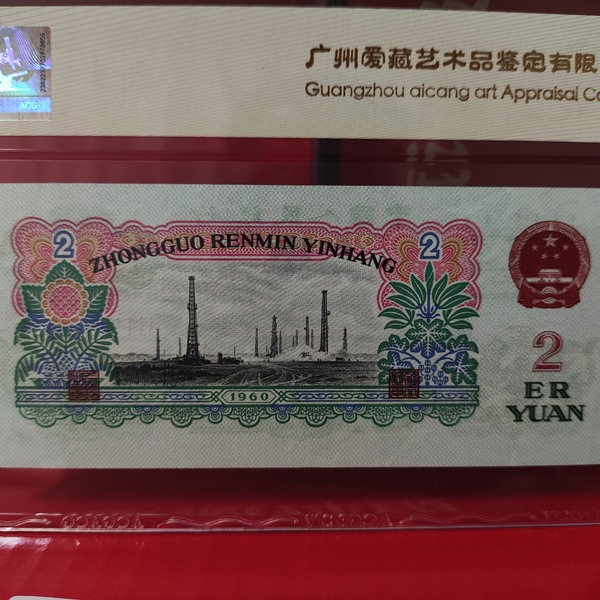 广州爱藏艺术品鉴定有限
Guangzhou aicang art Appraisal Co
ACG
2 2
ZHONGGUO RENMIN YINHANG
2
ER
YUAN
1960